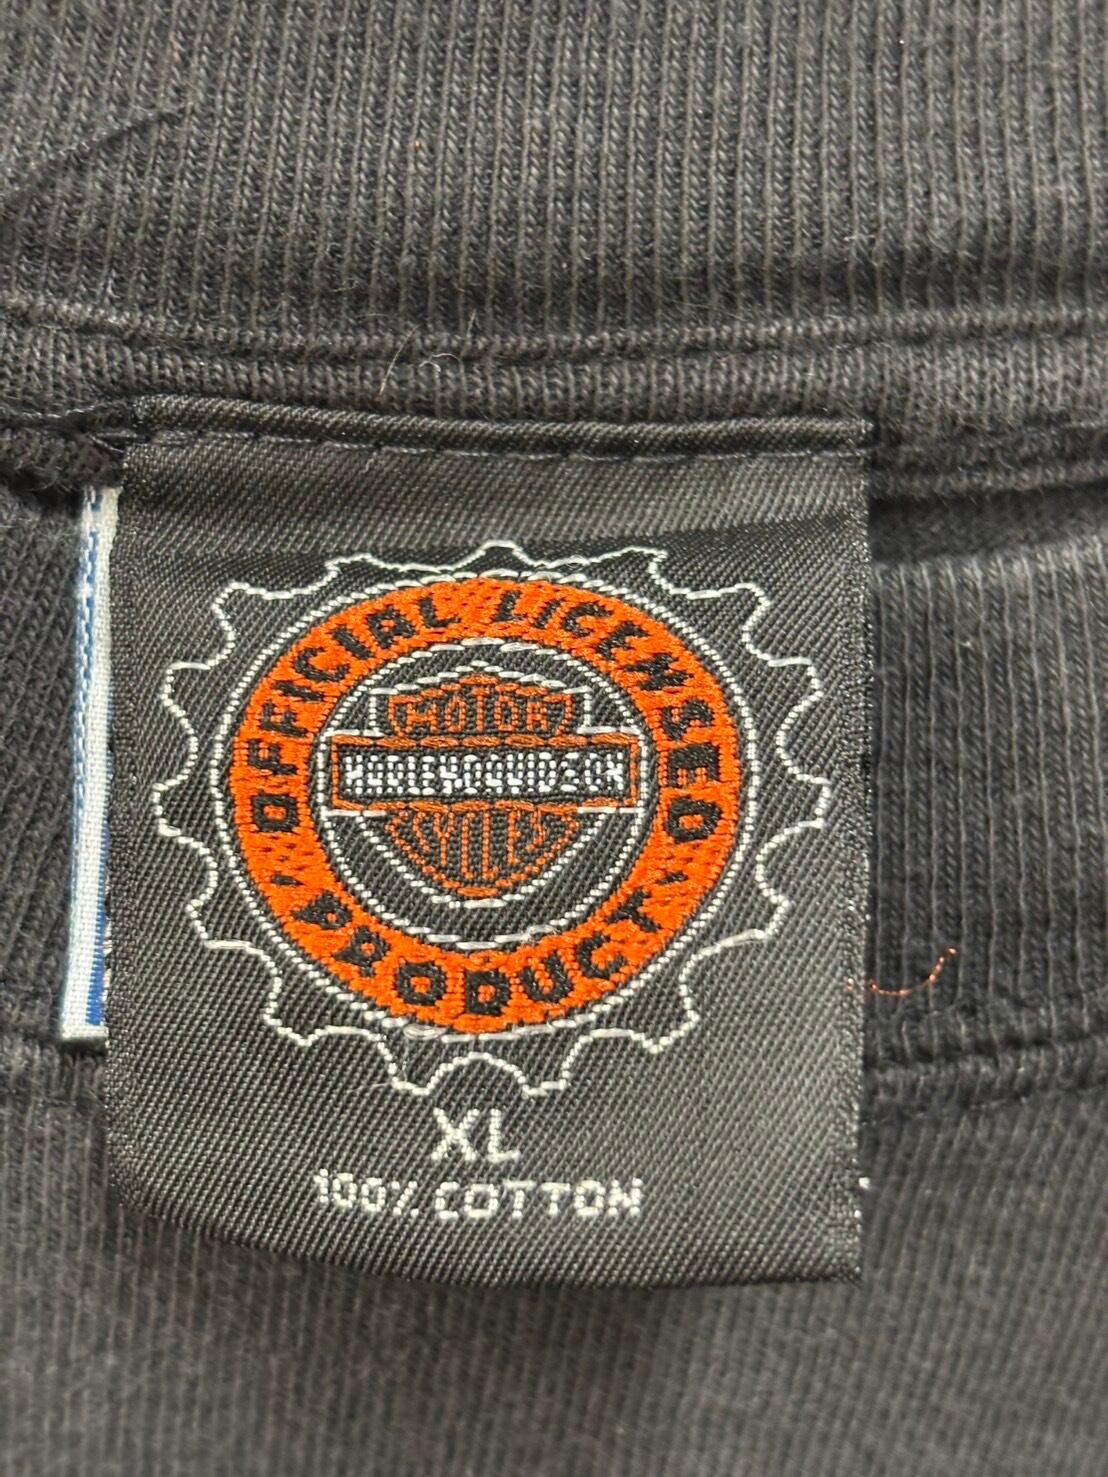 OFFICIAL LICENSED
MOTOR
HARLEY-DAVIDSON
CYCLES
PRODUCT
XL
100% COTTON